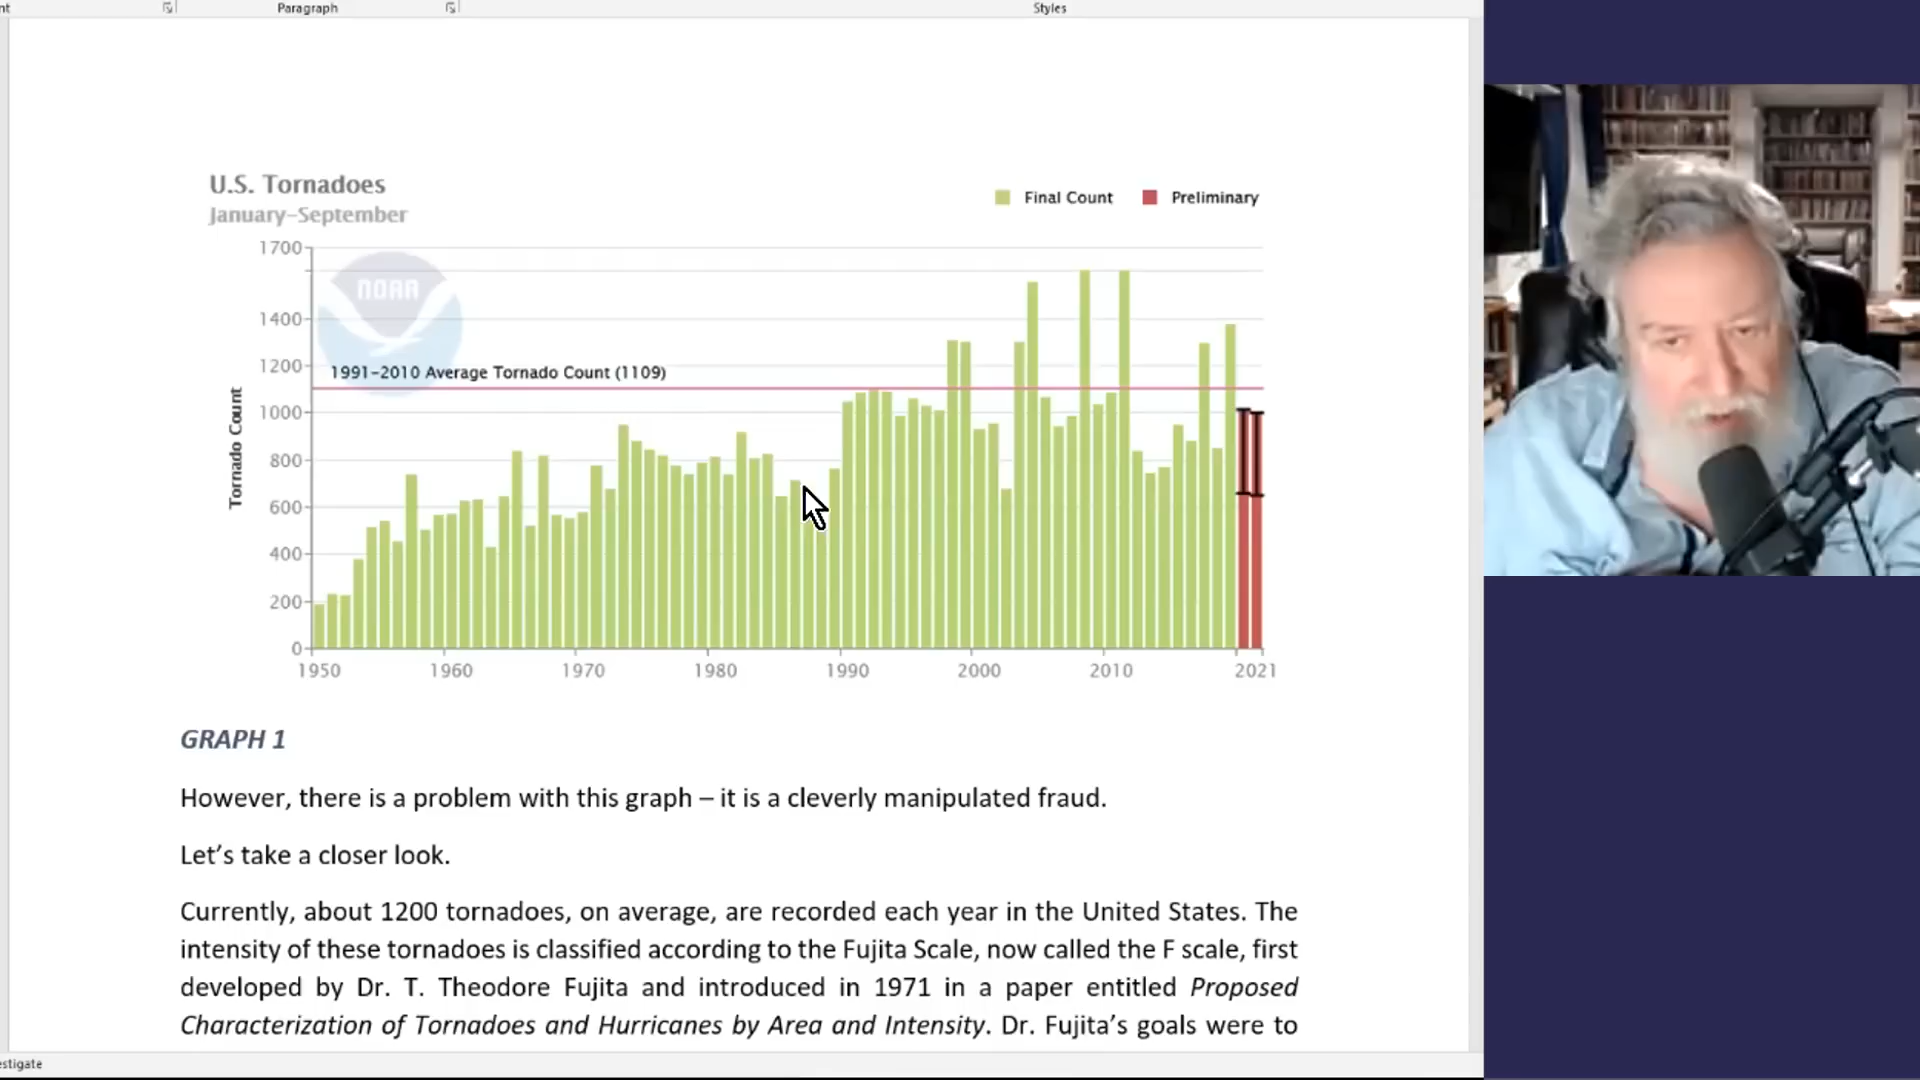 nt
Paragraph
Styles
U.S. Tornadoes
January–September
Final Count
Preliminary
1700
NOAA
1400
1200
1991–2010 Average Tornado Count (1109)
Tornado Count
1000
800
600
400
200
0
1950 1960 1970 1980 1990 2000 2010 2021
GRAPH 1
However, there is a problem with this graph – it is a cleverly manipulated fraud.
Let’s take a closer look.
Currently, about 1200 tornadoes, on average, are recorded each year in the United States. The
intensity of these tornadoes is classified according to the Fujita Scale, now called the F scale, first
developed by Dr. T. Theodore Fujita and introduced in 1971 in a paper entitled Proposed
Characterization of Tornadoes and Hurricanes by Area and Intensity. Dr. Fujita’s goals were to
estigate